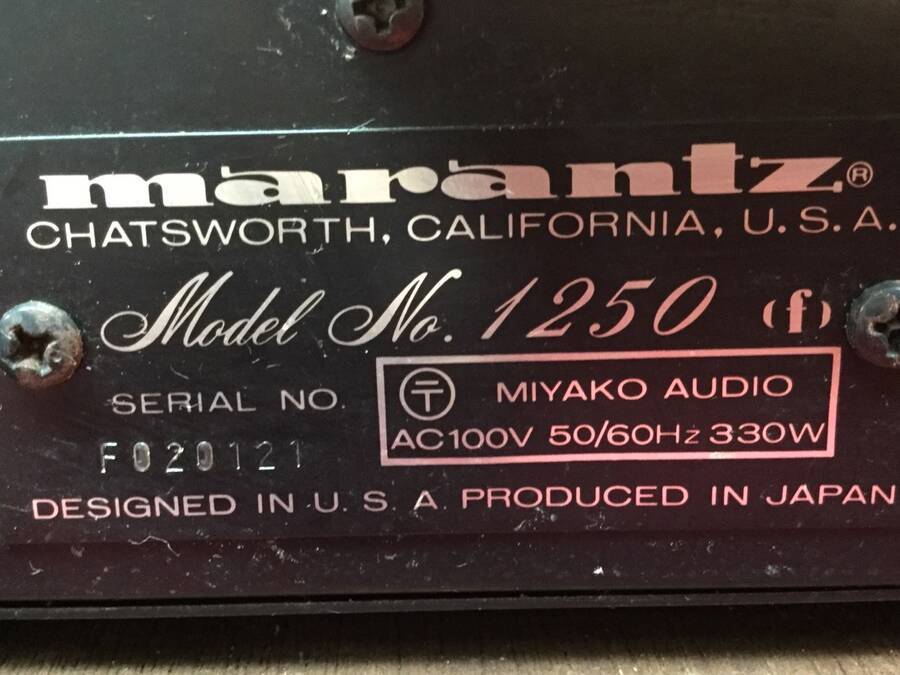 marantz®
CHATSWORTH, CALIFORNIA, U.S.A.
Model No. 1250 (f)
SERIAL NO.
F020121
〒 MIYAKO AUDIO
AC100V 50/60Hz 330W
DESIGNED IN U.S.A. PRODUCED IN JAPAN